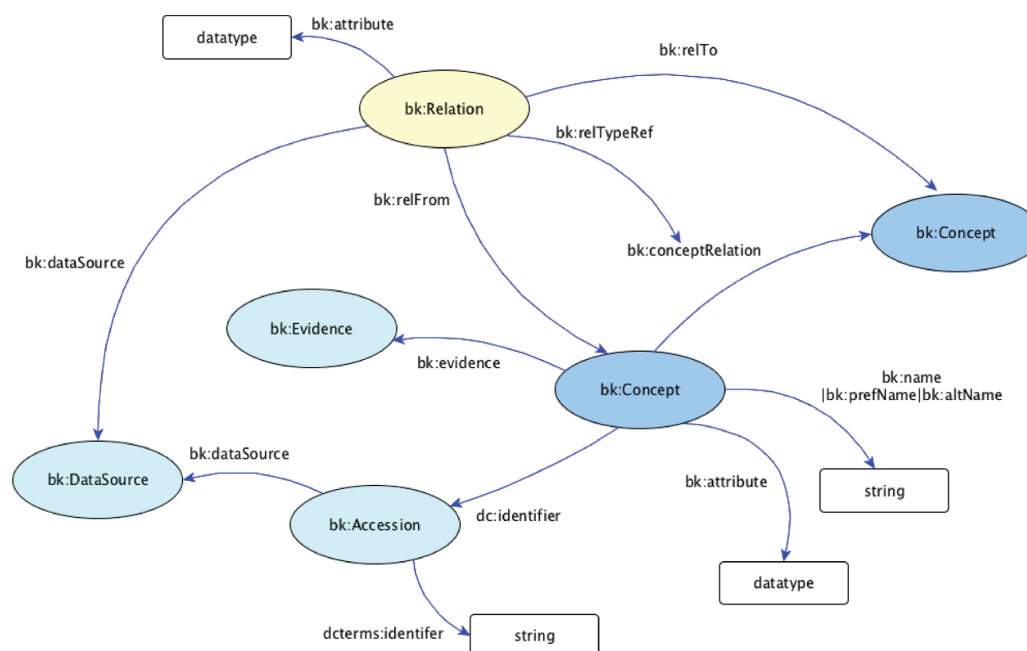 bk:attribute
datatype
bk:relTo
bk:Relation
bk:relTypeRef
bk:relFrom
bk:Concept
bk:conceptRelation
bk:dataSource
bk:Evidence
bk:evidence
bk:name
|bk:prefName|bk:altName
bk:Concept
bk:dataSource
bk:DataSource
bk:attribute
string
dc:identifier
bk:Accession
datatype
dcterms:identifer
string